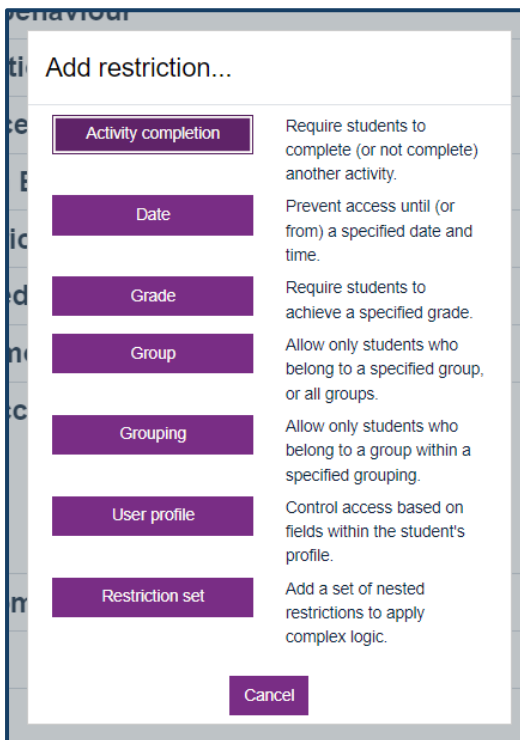 behaviour
Add restriction...
Activity completion
Require students to
complete (or not complete)
another activity.
Date
Prevent access until (or
from) a specified date and
time.
Grade
Require students to
achieve a specified grade.
Group
Allow only students who
belong to a specified group,
or all groups.
Grouping
Allow only students who
belong to a group within a
specified grouping.
User profile
Control access based on
fields within the student's
profile.
Restriction set
Add a set of nested
restrictions to apply
complex logic.
Cancel